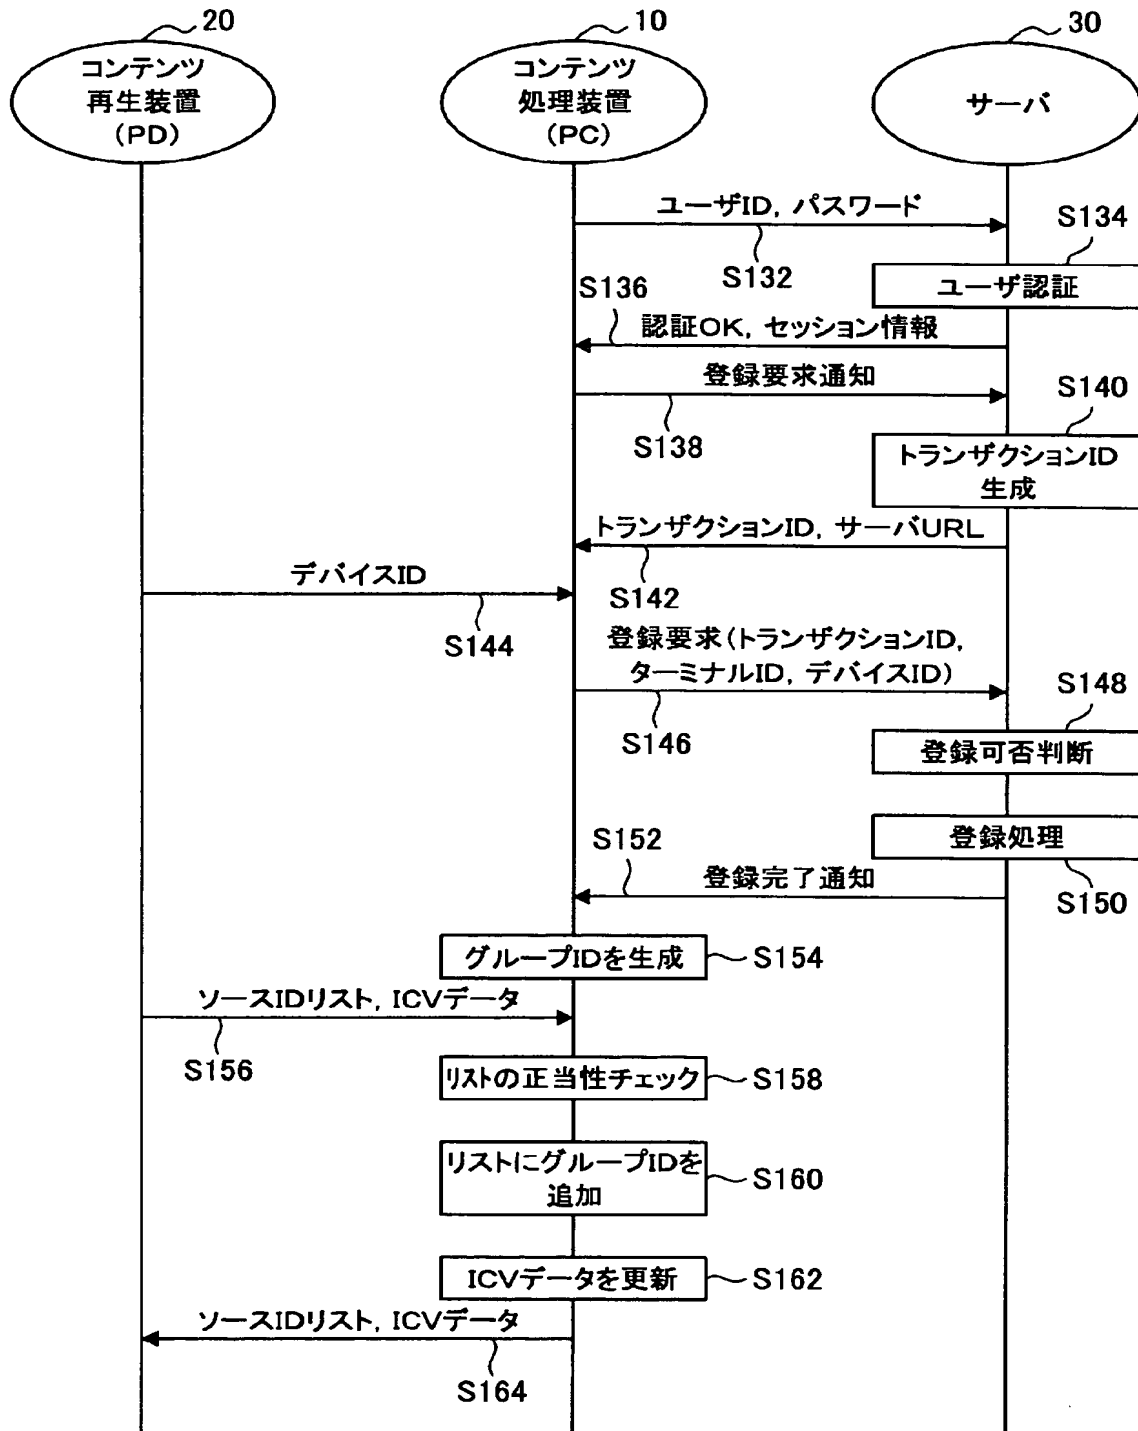 20
10
30
コンテンツ
再生装置
(PD)
コンテンツ
処理装置
(PC)
サーバ
ユーザID, パスワード
S132
S134
ユーザ認証
S136
認証OK, セッション情報
登録要求通知
S138
S140
トランザクションID
生成
トランザクションID, サーバURL
S142
デバイスID
S144
登録要求(トランザクションID,
ターミナルID, デバイスID)
S146
S148
登録可否判断
登録処理
S150
S152
登録完了通知
グループIDを生成
S154
ソースIDリスト, ICVデータ
S156
リストの正当性チェック
S158
リストにグループIDを
追加
S160
ICVデータを更新
S162
ソースIDリスト, ICVデータ
S164